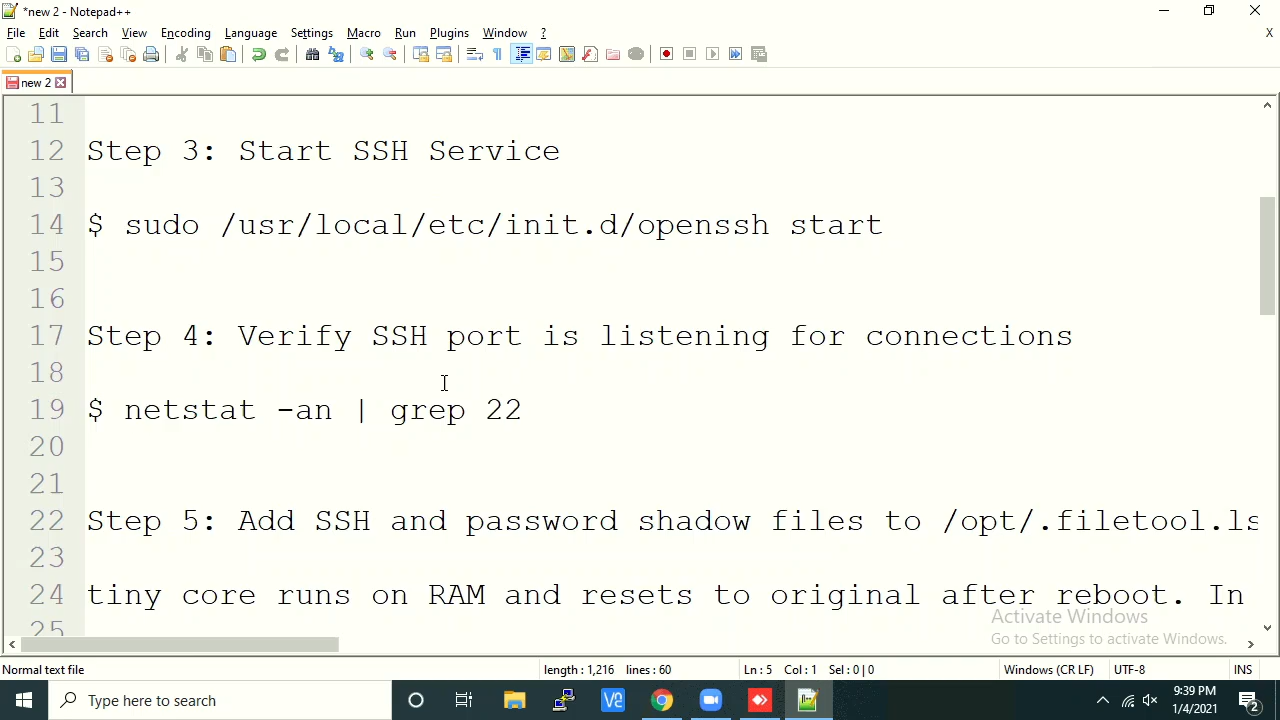 *new 2 - Notepad++
File Edit Search View Encoding Language Settings Macro Run Plugins Window ? X
new 2
11
12 Step 3: Start SSH Service
13
14 $ sudo /usr/local/etc/init.d/openssh start
15
16
17 Step 4: Verify SSH port is listening for connections
18
19 $ netstat -an | grep 22
20
21
22 Step 5: Add SSH and password shadow files to /opt/.filetool.ls
23
24 tiny core runs on RAM and resets to original after reboot. In
25
Activate Windows
Go to Settings to activate Windows.
Normal text file length : 1,216 lines : 60 Ln : 5 Col : 1 Sel : 0 | 0 Windows (CR LF) UTF-8 INS
Type here to search
9:39 PM
1/4/2021
2